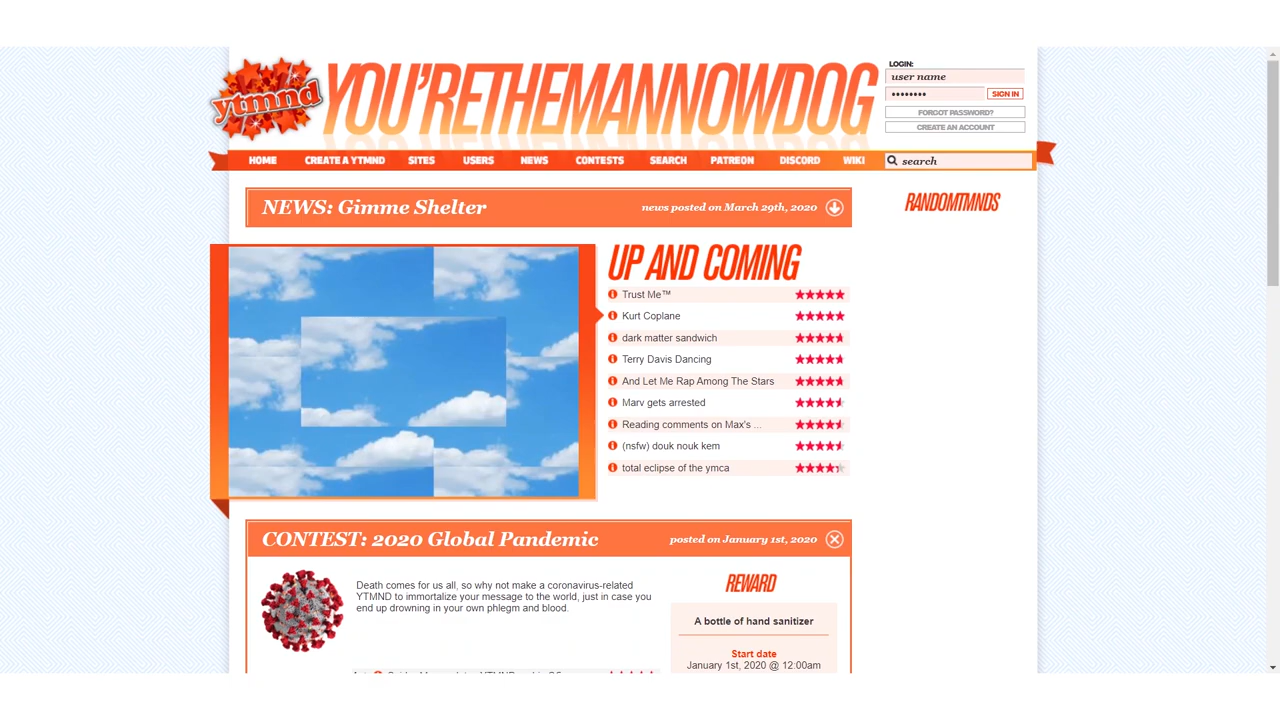 ytmnd
YOU'RETHEMANNOWDOG
LOGIN:
user name
••••••••
SIGN IN
FORGOT PASSWORD?
CREATE AN ACCOUNT
HOME CREATE A YTMND SITES USERS NEWS CONTESTS SEARCH PATREON DISCORD WIKI search
NEWS: Gimme Shelter news posted on March 29th, 2020
RANDOMTMNDS
UP AND COMING
Trust Me™
Kurt Coplane
dark matter sandwich
Terry Davis Dancing
And Let Me Rap Among The Stars
Marv gets arrested
Reading comments on Max's ...
(nsfw) douk nouk kem
total eclipse of the ymca
CONTEST: 2020 Global Pandemic posted on January 1st, 2020
Death comes for us all, so why not make a coronavirus-related
YTMND to immortalize your message to the world, just in case you
end up drowning in your own phlegm and blood.
REWARD
A bottle of hand sanitizer
Start date
January 1st, 2020 @ 12:00am